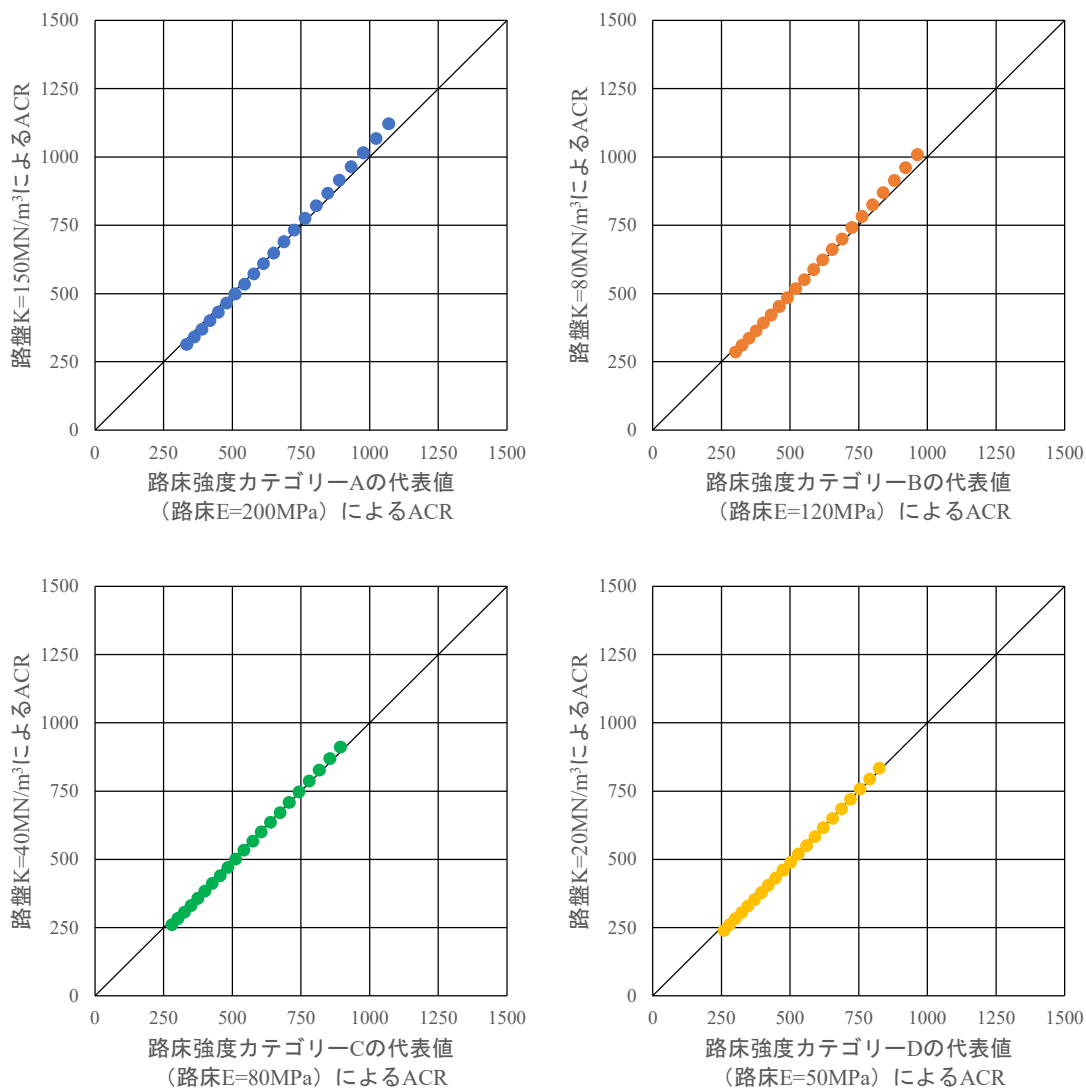 1500
1250
1000
750
500
250
0
路盤K=150MN/m³によるACR
0 250 500 750 1000 1250 1500
路床強度カテゴリーAの代表値
（路床E=200MPa）によるACR
1500
1250
1000
750
500
250
0
路盤K=80MN/m³によるACR
0 250 500 750 1000 1250 1500
路床強度カテゴリーBの代表値
（路床E=120MPa）によるACR
1500
1250
1000
750
500
250
0
路盤K=40MN/m³によるACR
0 250 500 750 1000 1250 1500
路床強度カテゴリーCの代表値
（路床E=80MPa）によるACR
1500
1250
1000
750
500
250
0
路盤K=20MN/m³によるACR
0 250 500 750 1000 1250 1500
路床強度カテゴリーDの代表値
（路床E=50MPa）によるACR